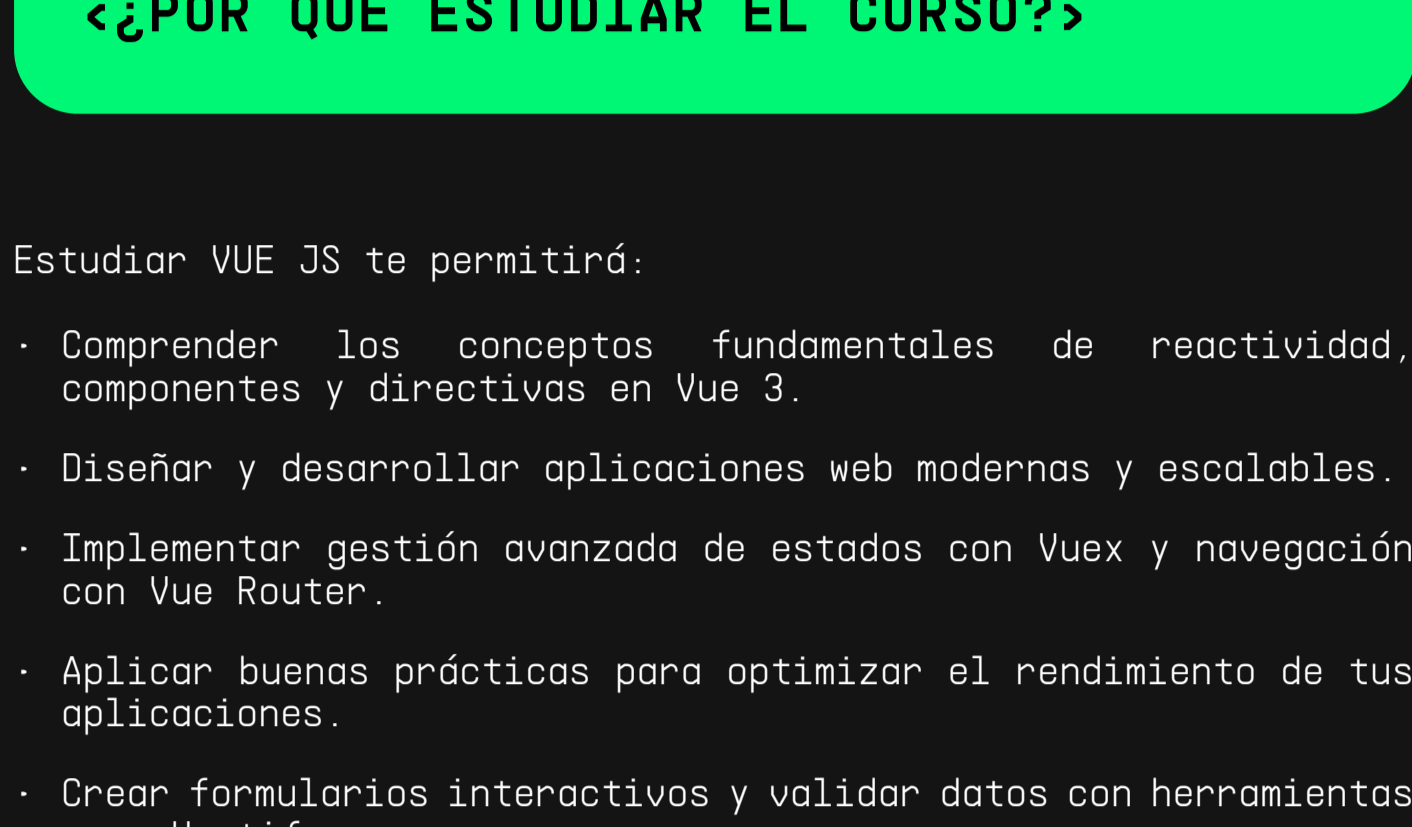 <¿POR QUÉ ESTUDIAR EL CURSO?>
Estudiar VUE JS te permitirá:
· Comprender los conceptos fundamentales de reactividad,
componentes y directivas en Vue 3.
· Diseñar y desarrollar aplicaciones web modernas y escalables.
· Implementar gestión avanzada de estados con Vuex y navegación
con Vue Router.
· Aplicar buenas prácticas para optimizar el rendimiento de tus
aplicaciones.
· Crear formularios interactivos y validar datos con herramientas